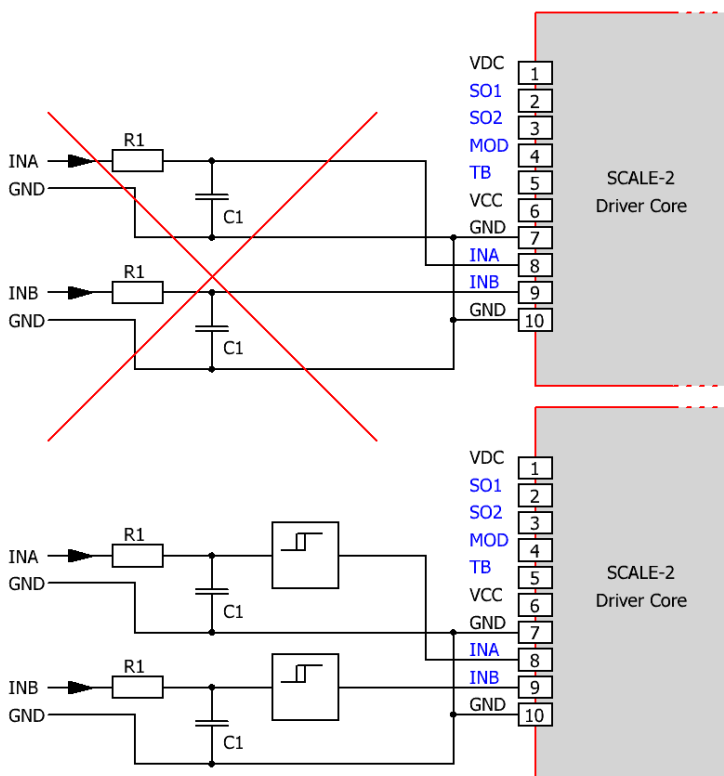 VDC
1
SO1
2
SO2
3
MOD
4
TB
5
VCC
6
GND
7
INA
8
INB
9
GND
10
SCALE-2
Driver Core
R1
INA
GND
C1
R1
INB
GND
C1
VDC
1
SO1
2
SO2
3
MOD
4
TB
5
VCC
6
GND
7
INA
8
INB
9
GND
10
SCALE-2
Driver Core
R1
INA
GND
C1
R1
INB
GND
C1